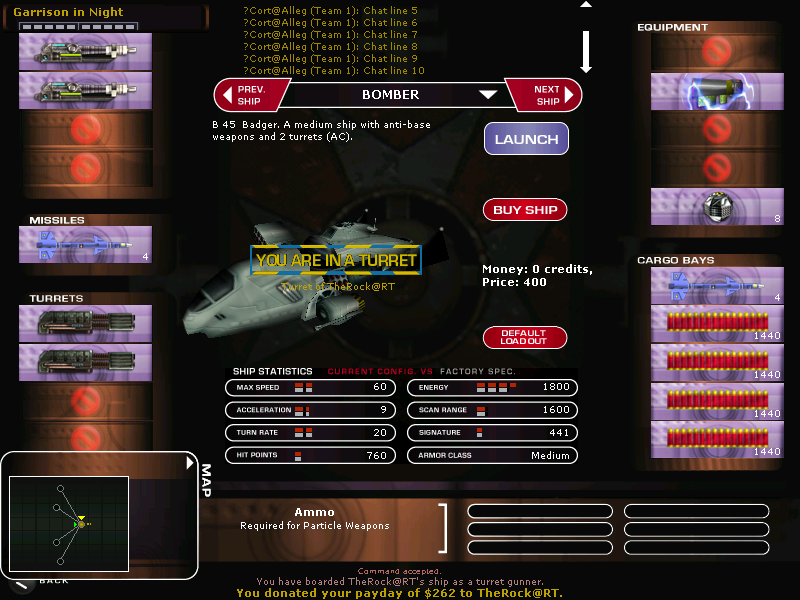 Garrison in Night
?Cort@Alleg (Team 1): Chat line 5
?Cort@Alleg (Team 1): Chat line 6
?Cort@Alleg (Team 1): Chat line 7
?Cort@Alleg (Team 1): Chat line 8
?Cort@Alleg (Team 1): Chat line 9
?Cort@Alleg (Team 1): Chat line 10
PREV. SHIP
BOMBER
NEXT SHIP
B 45 Badger. A medium ship with anti-base
weapons and 2 turrets (AC).
LAUNCH
BUY SHIP
Money: 0 credits,
Price: 400
DEFAULT
LOADOUT
YOU ARE IN A TURRET
Turret of TheRock@RT
MISSILES
4
TURRETS
EQUIPMENT
8
CARGO BAYS
4
1440
1440
1440
1440
SHIP STATISTICS CURRENT CONFIG. VS FACTORY SPEC.
MAX SPEED 60
ENERGY 1800
ACCELERATION 9
SCAN RANGE 1600
TURN RATE 20
SIGNATURE 441
HIT POINTS 760
ARMOR CLASS Medium
MAP
BACK
Ammo
Required for Particle Weapons
Command accepted.
You have boarded TheRock@RT's ship as a turret gunner.
You donated your payday of $262 to TheRock@RT.